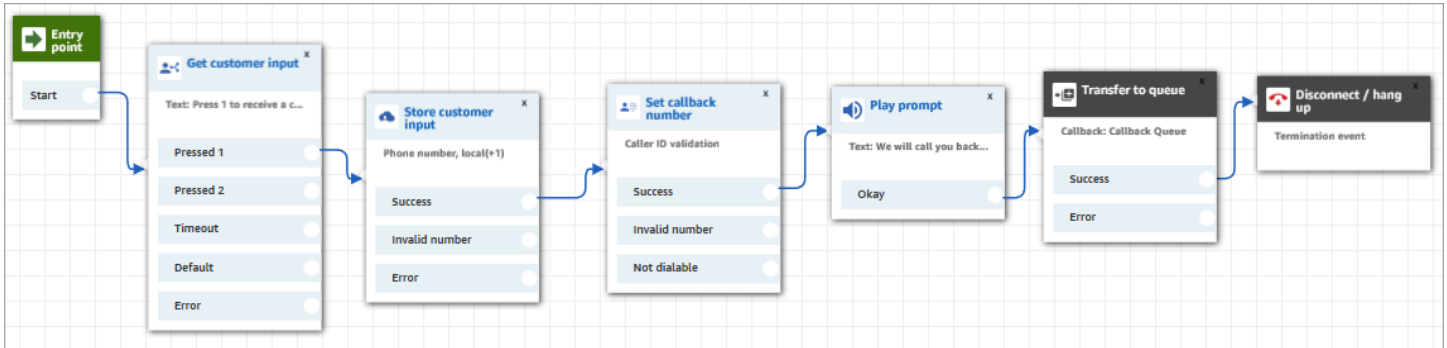 Entry
point
Start
x
Get customer input
Text: Press 1 to receive a c...
Pressed 1
Pressed 2
Timeout
Default
Error
x
Store customer
input
Phone number, local(+1)
Success
Invalid number
Error
x
Set callback
number
Caller ID validation
Success
Invalid number
Not dialable
x
Play prompt
Text: We will call you back...
Okay
x
Transfer to queue
Callback: Callback Queue
Success
Error
x
Disconnect / hang
up
Termination event